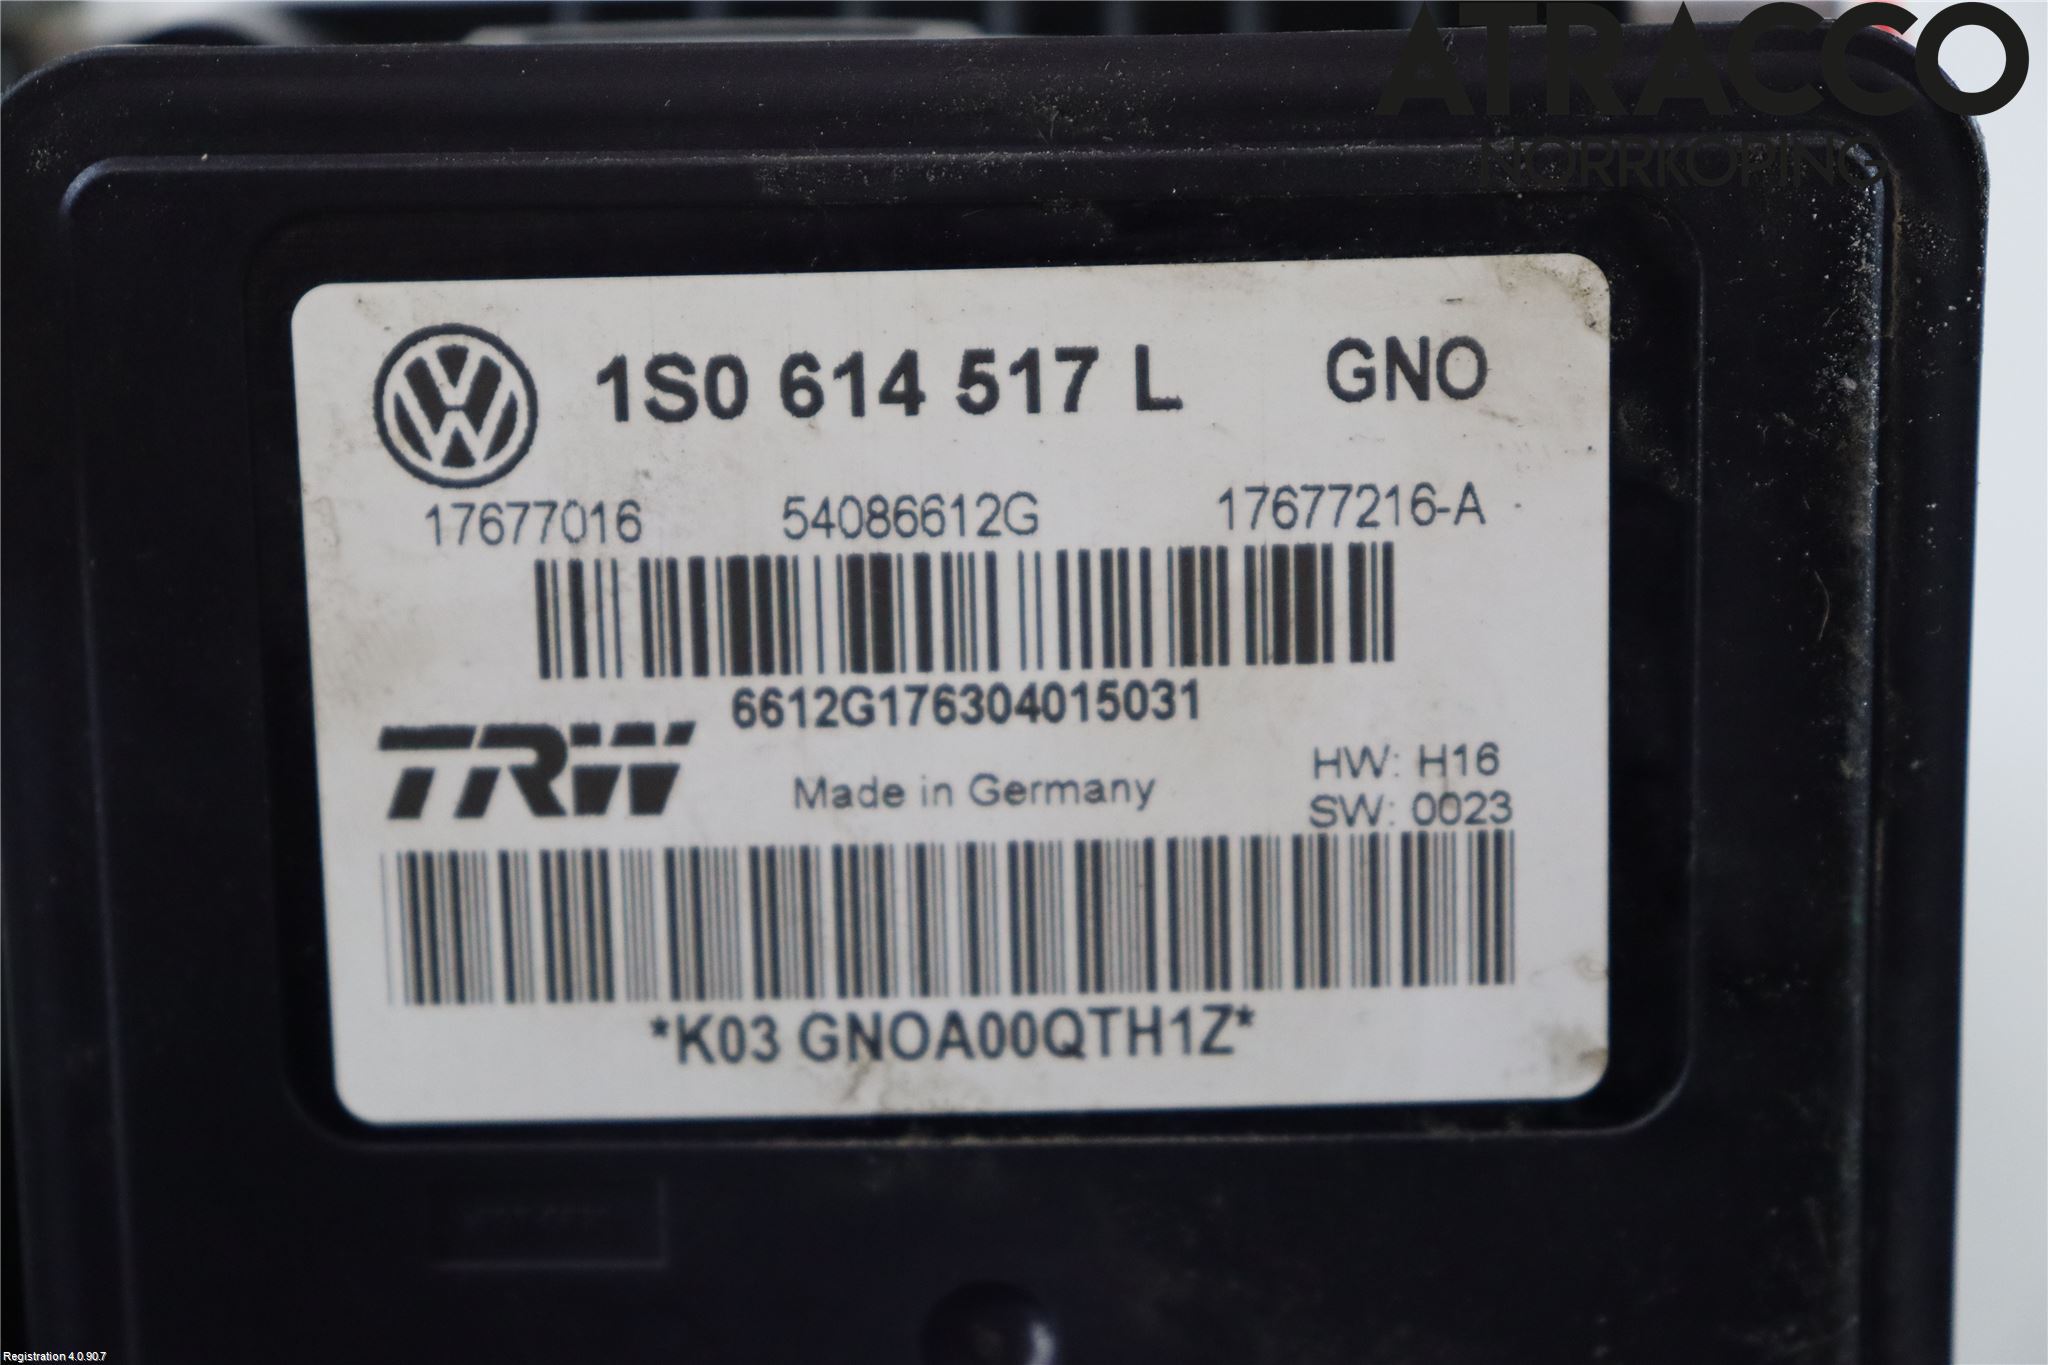 ATRACCO
NORRKÖPING
1S0 614 517 L GNO
17677016 54086612G 17677216-A
6612G176304015031
TRW
Made in Germany
HW: H16
SW: 0023
*K03 GNOA00QTH1Z*
Registration 4.0.90.7